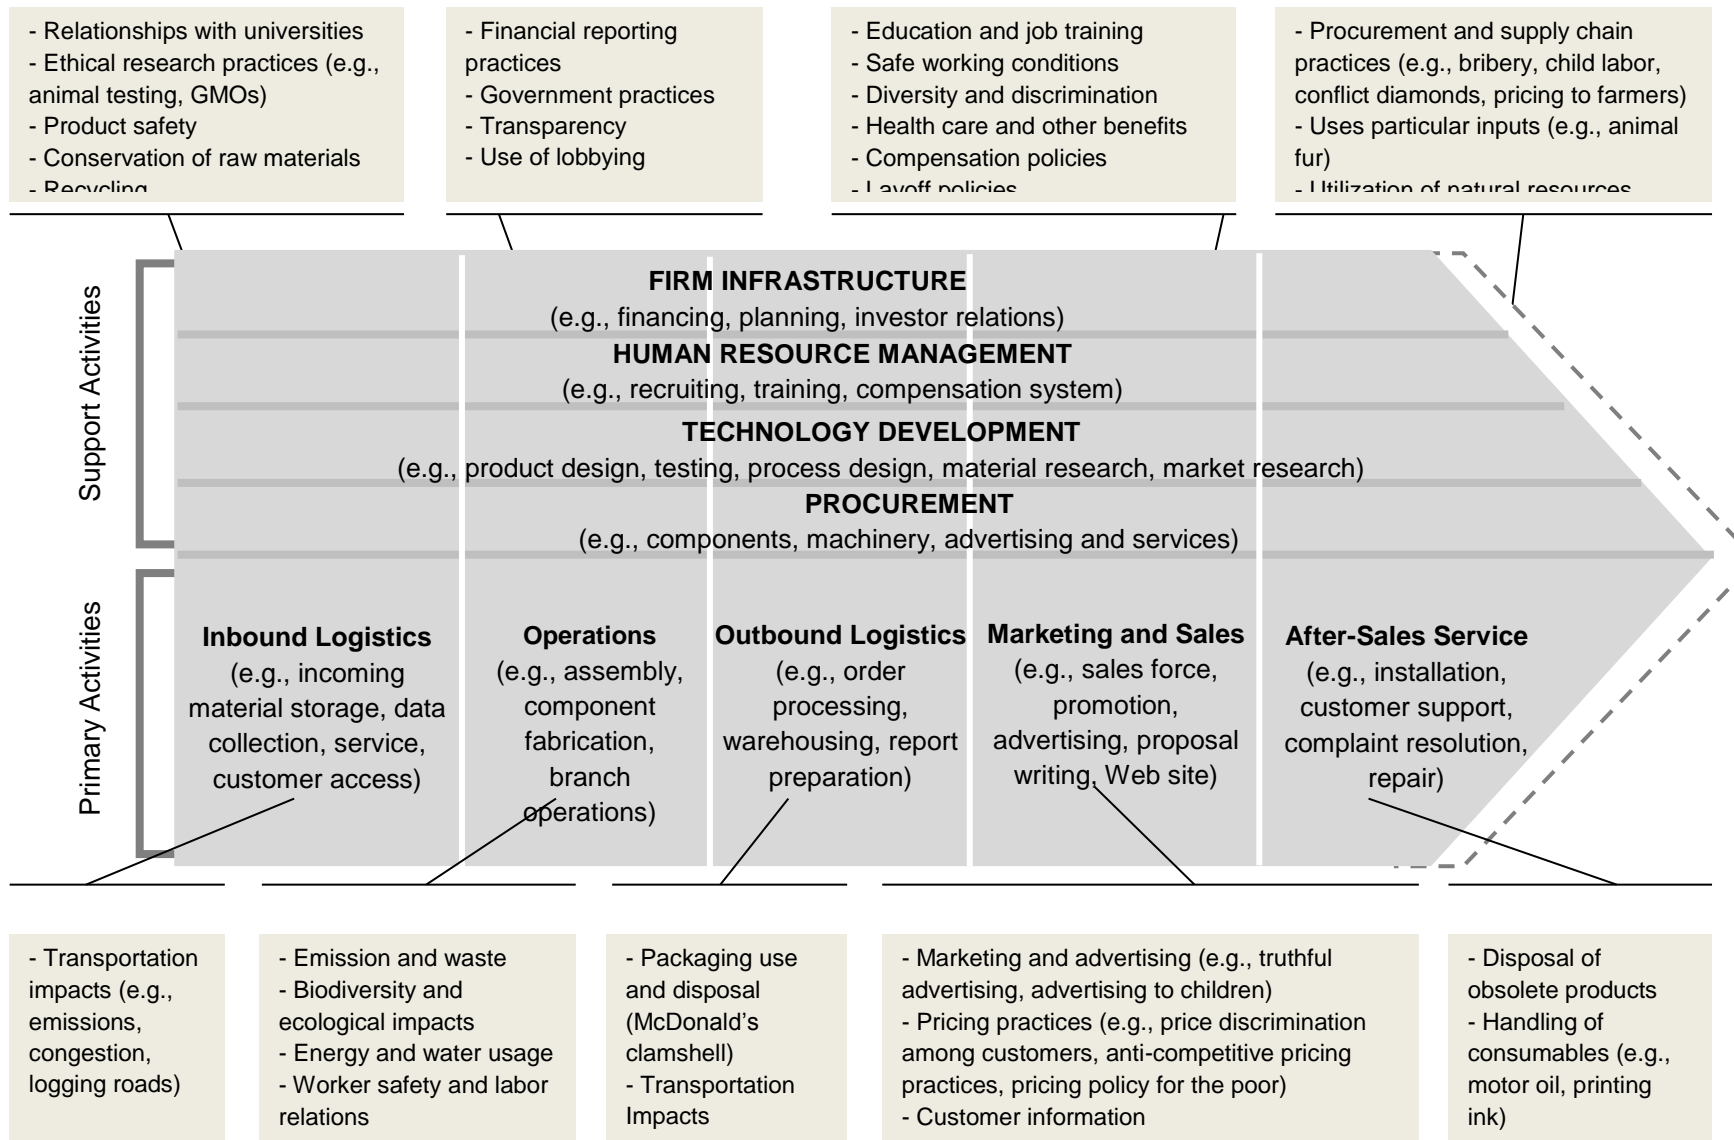 - Relationships with universities
- Ethical research practices (e.g.,
animal testing, GMOs)
- Product safety
- Conservation of raw materials
- Recycling
- Financial reporting
practices
- Government practices
- Transparency
- Use of lobbying
- Education and job training
- Safe working conditions
- Diversity and discrimination
- Health care and other benefits
- Compensation policies
- Layoff policies
- Procurement and supply chain
practices (e.g., bribery, child labor,
conflict diamonds, pricing to farmers)
- Uses particular inputs (e.g., animal
fur)
- Utilization of natural resources
Support Activities
FIRM INFRASTRUCTURE
(e.g., financing, planning, investor relations)
HUMAN RESOURCE MANAGEMENT
(e.g., recruiting, training, compensation system)
TECHNOLOGY DEVELOPMENT
(e.g., product design, testing, process design, material research, market research)
PROCUREMENT
(e.g., components, machinery, advertising and services)
Primary Activities
Inbound Logistics
(e.g., incoming
material storage, data
collection, service,
customer access)
Operations
(e.g., assembly,
component
fabrication,
branch
operations)
Outbound Logistics
(e.g., order
processing,
warehousing, report
preparation)
Marketing and Sales
(e.g., sales force,
promotion,
advertising, proposal
writing, Web site)
After-Sales Service
(e.g., installation,
customer support,
complaint resolution,
repair)
- Transportation
impacts (e.g.,
emissions,
congestion,
logging roads)
- Emission and waste
- Biodiversity and
ecological impacts
- Energy and water usage
- Worker safety and labor
relations
- Packaging use
and disposal
(McDonald's
clamshell)
- Transportation
Impacts
- Marketing and advertising (e.g., truthful
advertising, advertising to children)
- Pricing practices (e.g., price discrimination
among customers, anti-competitive pricing
practices, pricing policy for the poor)
- Customer information
- Disposal of
obsolete products
- Handling of
consumables (e.g.,
motor oil, printing
ink)